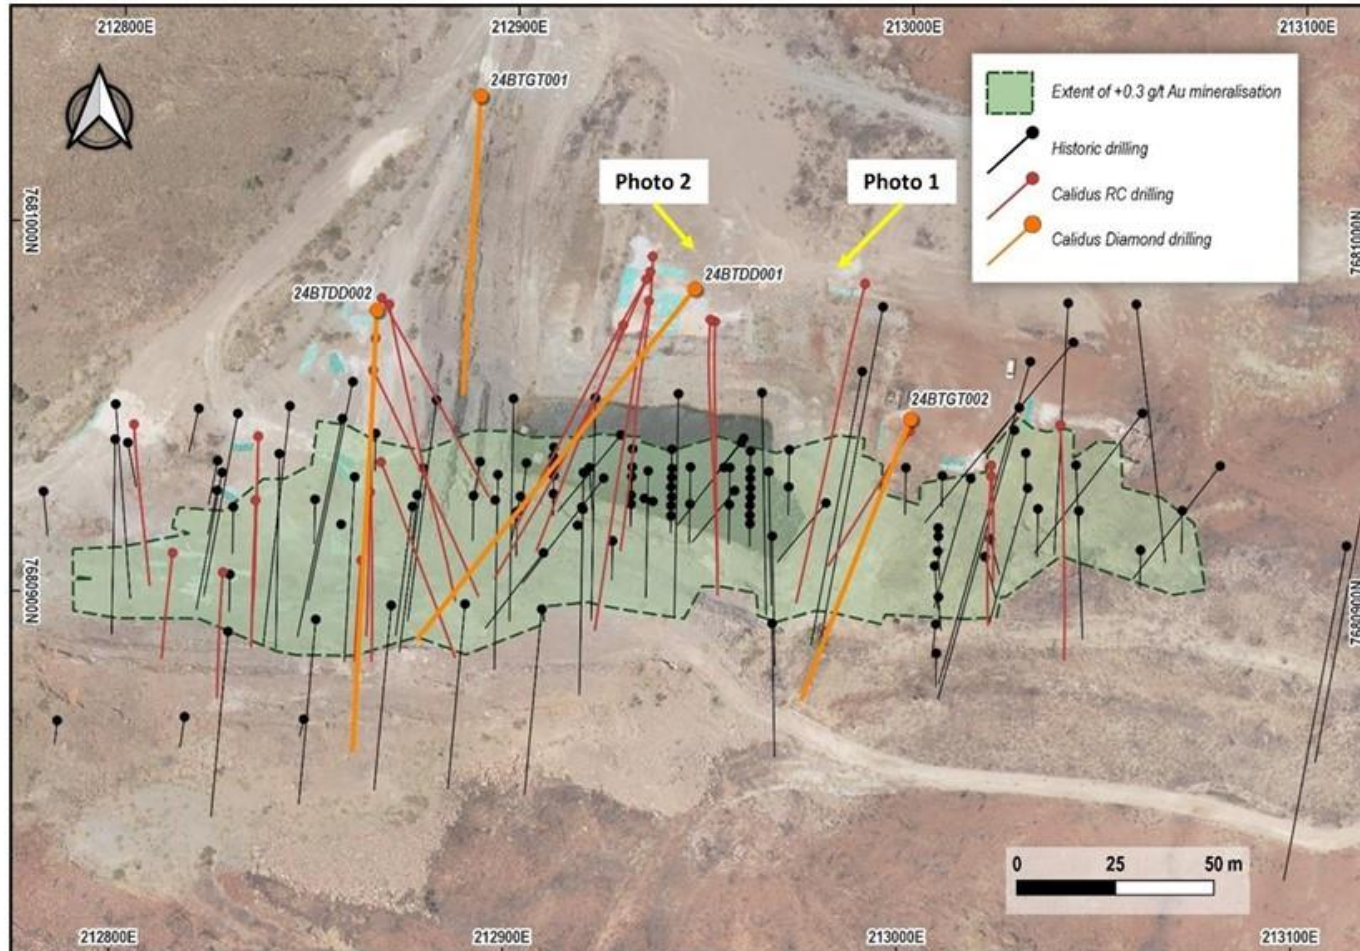 212800E
212900E
213000E
213100E
24BTGT001
Extent of +0.3 g/t Au mineralisation
Historic drilling
Calidus RC drilling
Calidus Diamond drilling
Photo 2
Photo 1
7681000N
7681000N
24BTDD001
24BTDD002
24BTGT002
7680900N
7680900N
0 25 50 m
212800E
212900E
213000E
213100E